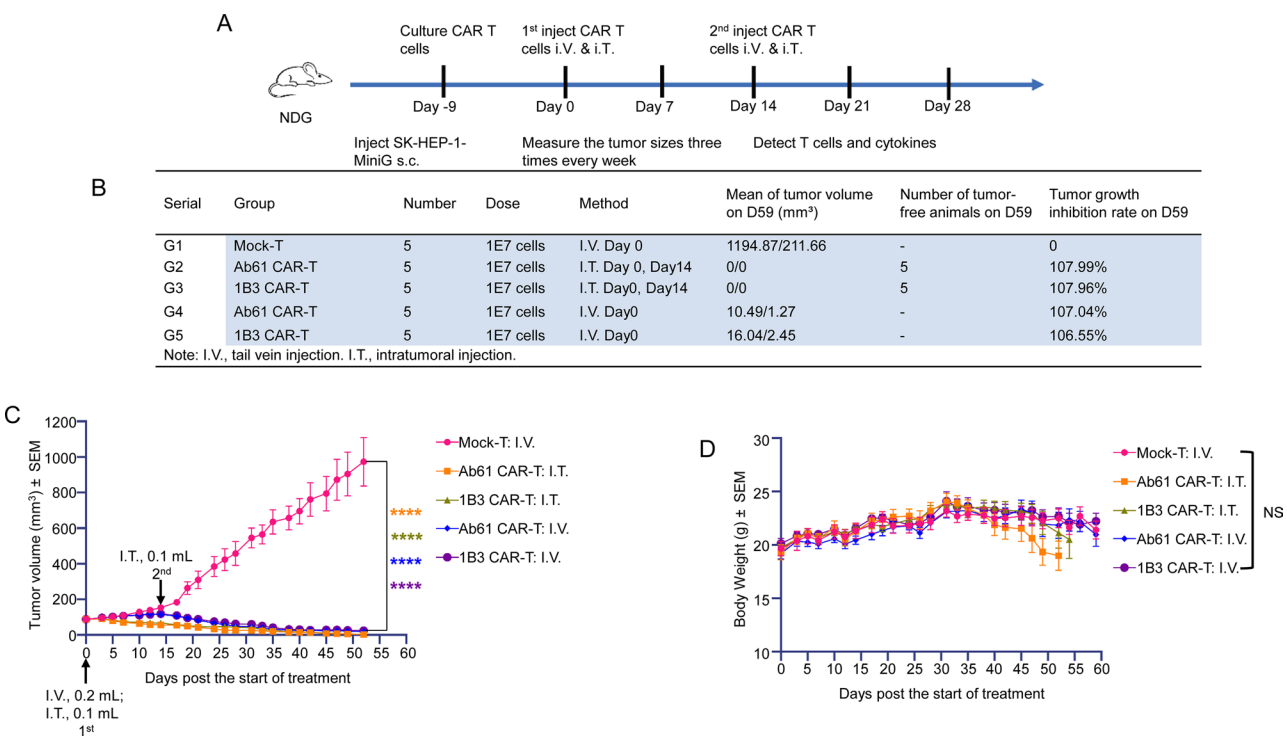 A
Culture CAR T
cells
1st inject CAR T
cells i.V. & i.T.
2nd inject CAR T
cells i.V. & i.T.
NDG
Day -9
Day 0
Day 7
Day 14
Day 21
Day 28
Inject SK-HEP-1-
MiniG s.c.
Measure the tumor sizes three
times every week
Detect T cells and cytokines
B
Serial Group Number Dose Method Mean of tumor volume on D59 (mm³) Number of tumor-free animals on D59 Tumor growth inhibition rate on D59
G1 Mock-T 5 1E7 cells I.V. Day 0 1194.87/211.66 - 0
G2 Ab61 CAR-T 5 1E7 cells I.T. Day 0, Day14 0/0 5 107.99%
G3 1B3 CAR-T 5 1E7 cells I.T. Day0, Day14 0/0 5 107.96%
G4 Ab61 CAR-T 5 1E7 cells I.V. Day0 10.49/1.27 - 107.04%
G5 1B3 CAR-T 5 1E7 cells I.V. Day0 16.04/2.45 - 106.55%
Note: I.V., tail vein injection. I.T., intratumoral injection.
C
Tumor volume (mm³) ± SEM
1200
1000
800
600
400
200
0
0 5 10 15 20 25 30 35 40 45 50 55 60
Days post the start of treatment
I.T., 0.1 mL
2nd
I.V., 0.2 mL;
I.T., 0.1 mL
1st
****
****
****
****
Mock-T: I.V.
Ab61 CAR-T: I.T.
1B3 CAR-T: I.T.
Ab61 CAR-T: I.V.
1B3 CAR-T: I.V.
D
Body Weight (g) ± SEM
30
25
20
15
10
0 5 10 15 20 25 30 35 40 45 50 55 60
Days post the start of treatment
Mock-T: I.V.
Ab61 CAR-T: I.T.
1B3 CAR-T: I.T.
Ab61 CAR-T: I.V.
1B3 CAR-T: I.V.
NS